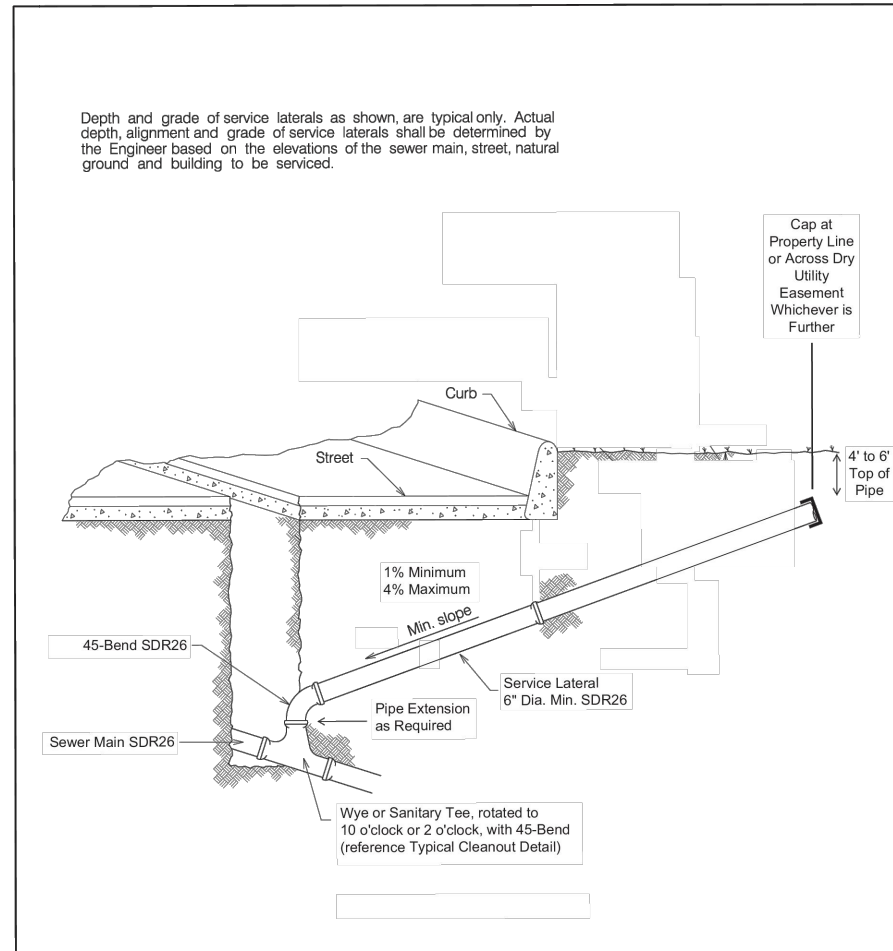 Depth and grade of service laterals as shown, are typical only. Actual
depth, alignment and grade of service laterals shall be determined by
the Engineer based on the elevations of the sewer main, street, natural
ground and building to be serviced.
Cap at
Property Line
or Across Dry
Utility
Easement
Whichever is
Further
Curb
Street
4' to 6'
Top of
Pipe
1% Minimum
4% Maximum
Min. slope
45-Bend SDR26
Service Lateral
6" Dia. Min. SDR26
Pipe Extension
as Required
Sewer Main SDR26
Wye or Sanitary Tee, rotated to
10 o'clock or 2 o'clock, with 45-Bend
(reference Typical Cleanout Detail)